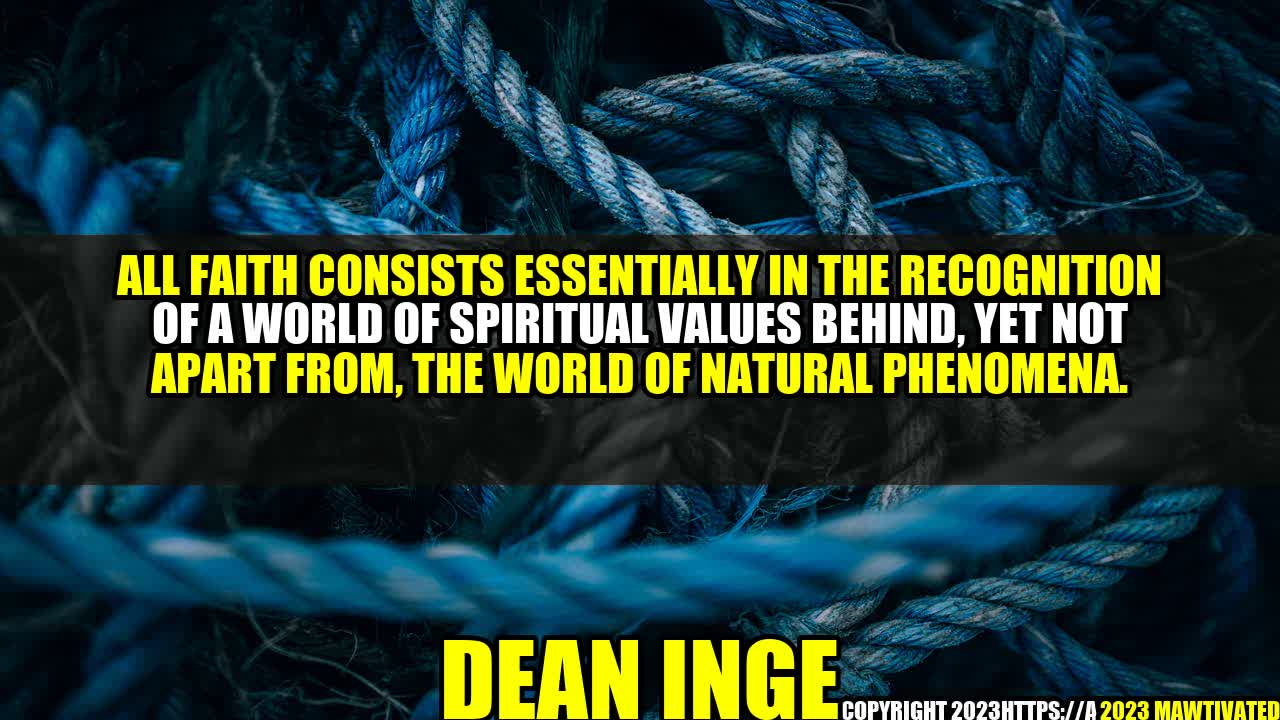 ALL FAITH CONSISTS ESSENTIALLY IN THE RECOGNITION
OF A WORLD OF SPIRITUAL VALUES BEHIND, YET NOT
APART FROM, THE WORLD OF NATURAL PHENOMENA.
DEAN INGE
COPYRIGHT 2023HTTPS://A 2023 MAWTIVATED